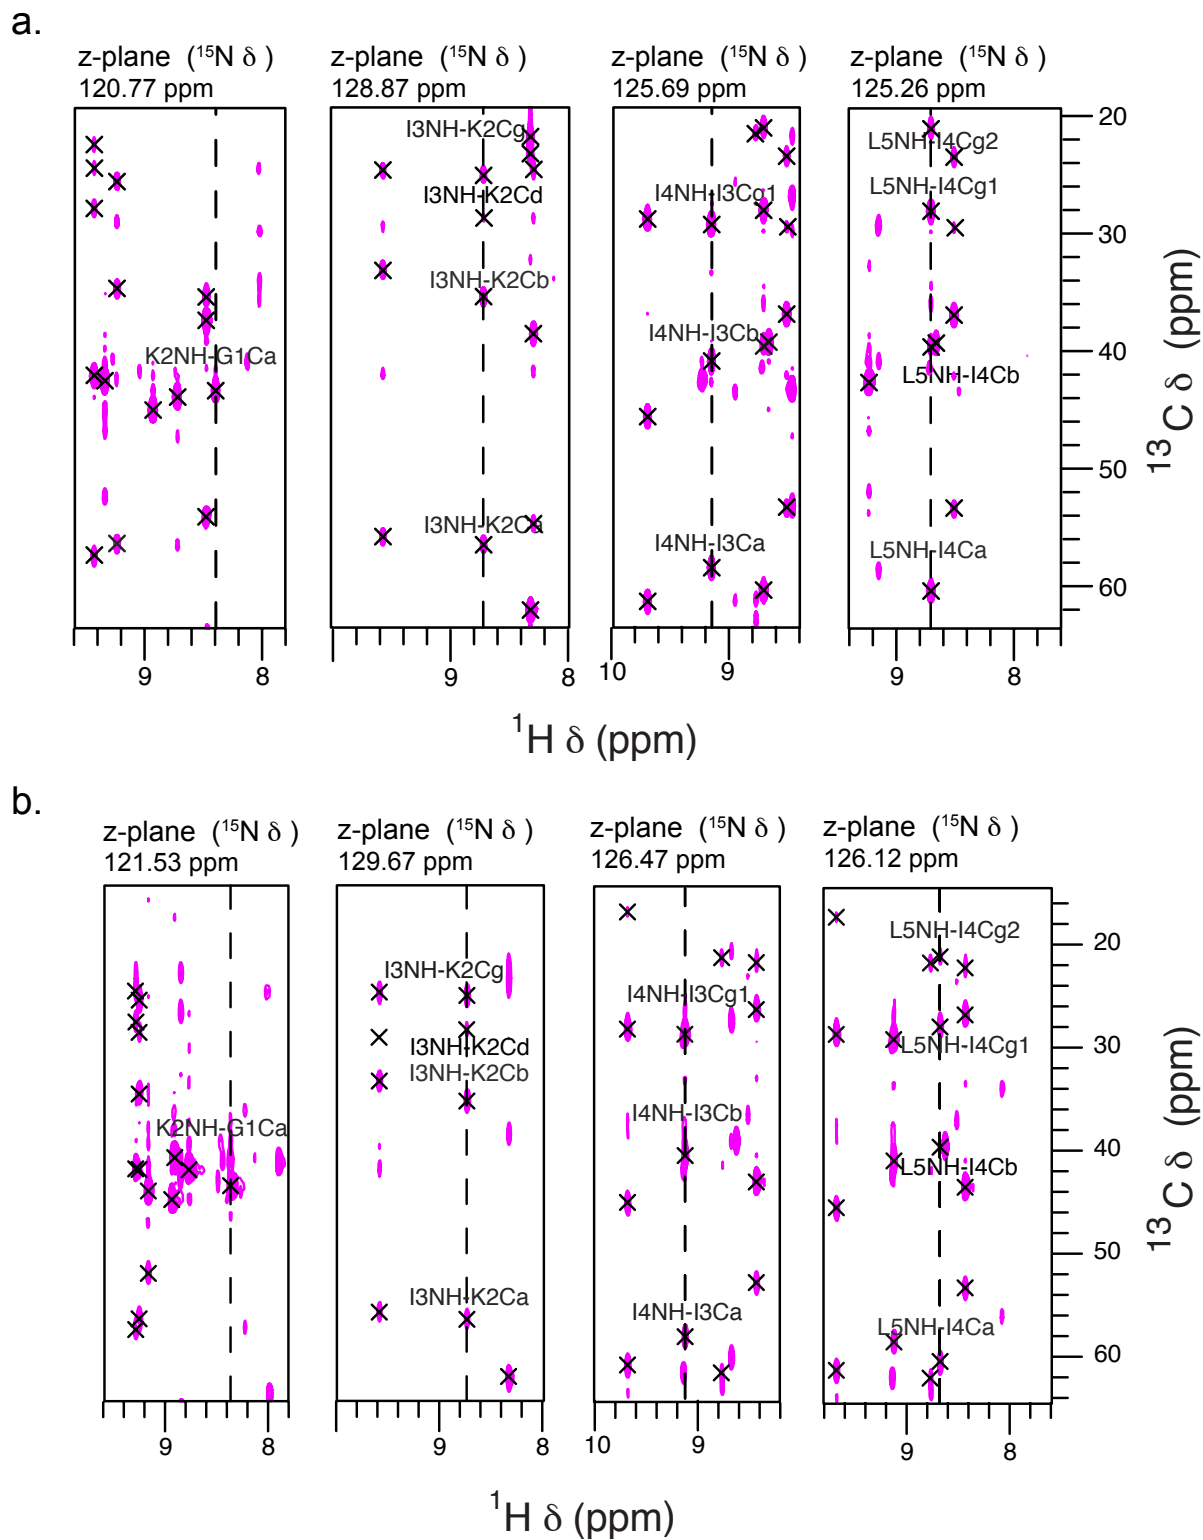 a.
z-plane (15N δ )
120.77 ppm
z-plane (15N δ )
128.87 ppm
z-plane (15N δ )
125.69 ppm
z-plane (15N δ )
125.26 ppm
K2NH-G1Ca
I3NH-K2Cg
I3NH-K2Cd
I3NH-K2Cb
I3NH-K2Ca
I4NH-I3Cg1
I4NH-I3Cb
I4NH-I3Ca
L5NH-I4Cg2
L5NH-I4Cg1
L5NH-I4Cb
L5NH-I4Ca
20
30
40
50
60
13C δ (ppm)
9 8
9 8
10 9
9 8
1H δ (ppm)
b.
z-plane (15N δ )
121.53 ppm
z-plane (15N δ )
129.67 ppm
z-plane (15N δ )
126.47 ppm
z-plane (15N δ )
126.12 ppm
K2NH-G1Ca
I3NH-K2Cg
I3NH-K2Cd
I3NH-K2Cb
I3NH-K2Ca
I4NH-I3Cg1
I4NH-I3Cb
I4NH-I3Ca
L5NH-I4Cg2
L5NH-I4Cg1
L5NH-I4Cb
L5NH-I4Ca
20
30
40
50
60
13C δ (ppm)
9 8
9 8
10 9
9 8
1H δ (ppm)